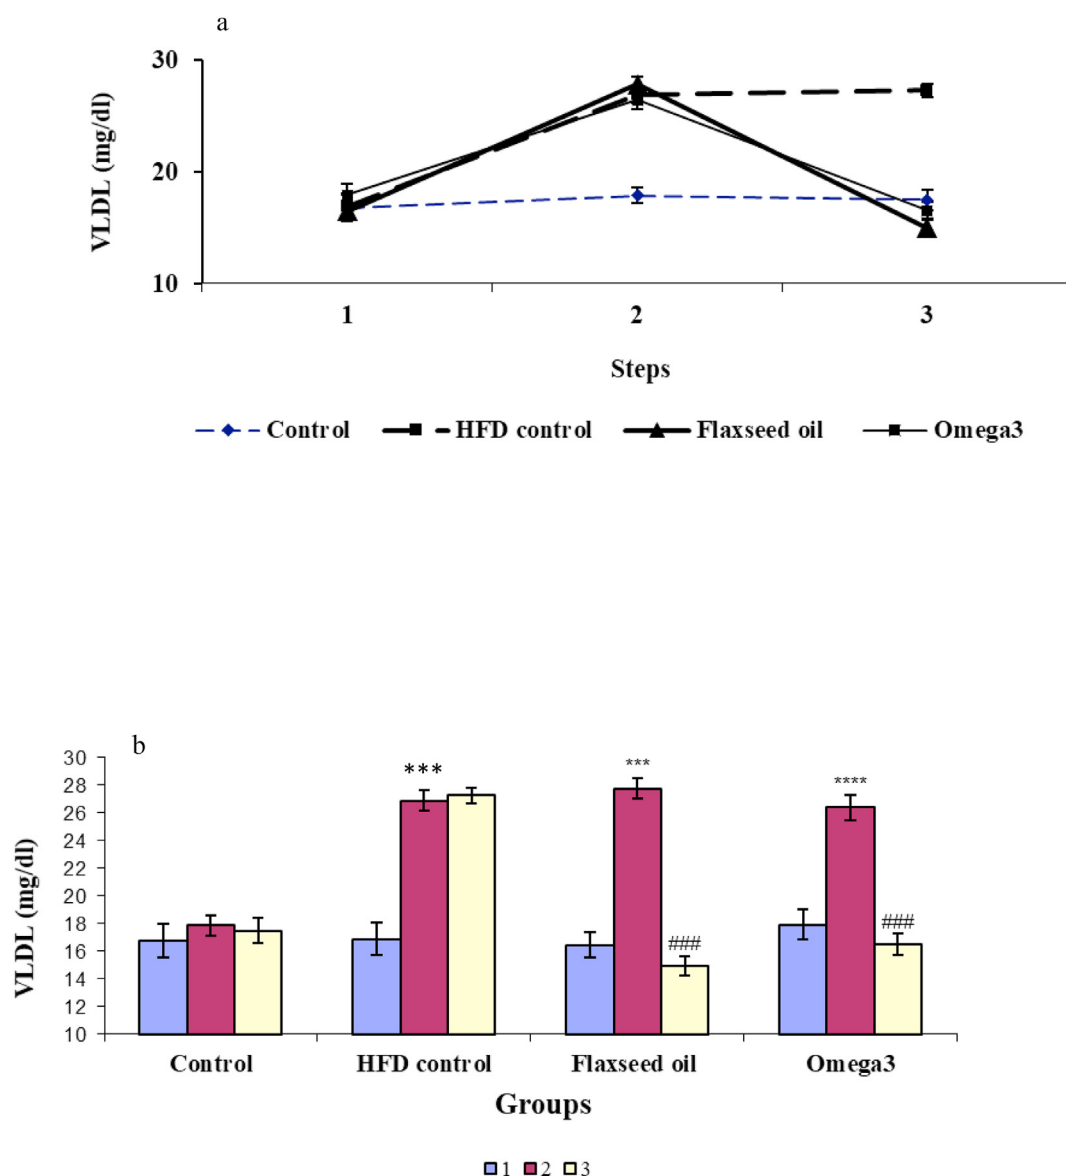 a
30
20
10
VLDL (mg/dl)
1 2 3
Steps
Control HFD control Flaxseed oil Omega3
b
30
28
26
24
22
20
18
16
14
12
10
VLDL (mg/dl)
*** *** ****
### ###
Control HFD control Flaxseed oil Omega3
Groups
1 2 3